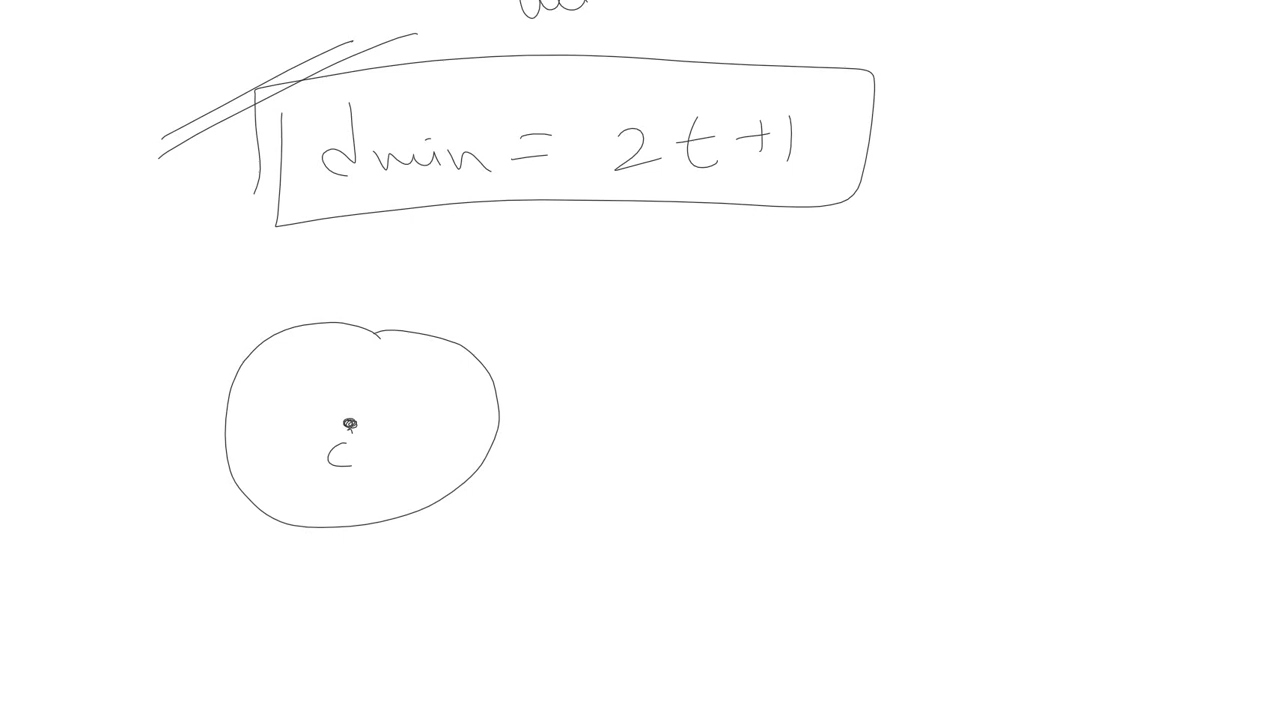 dmin = 2t+1
C